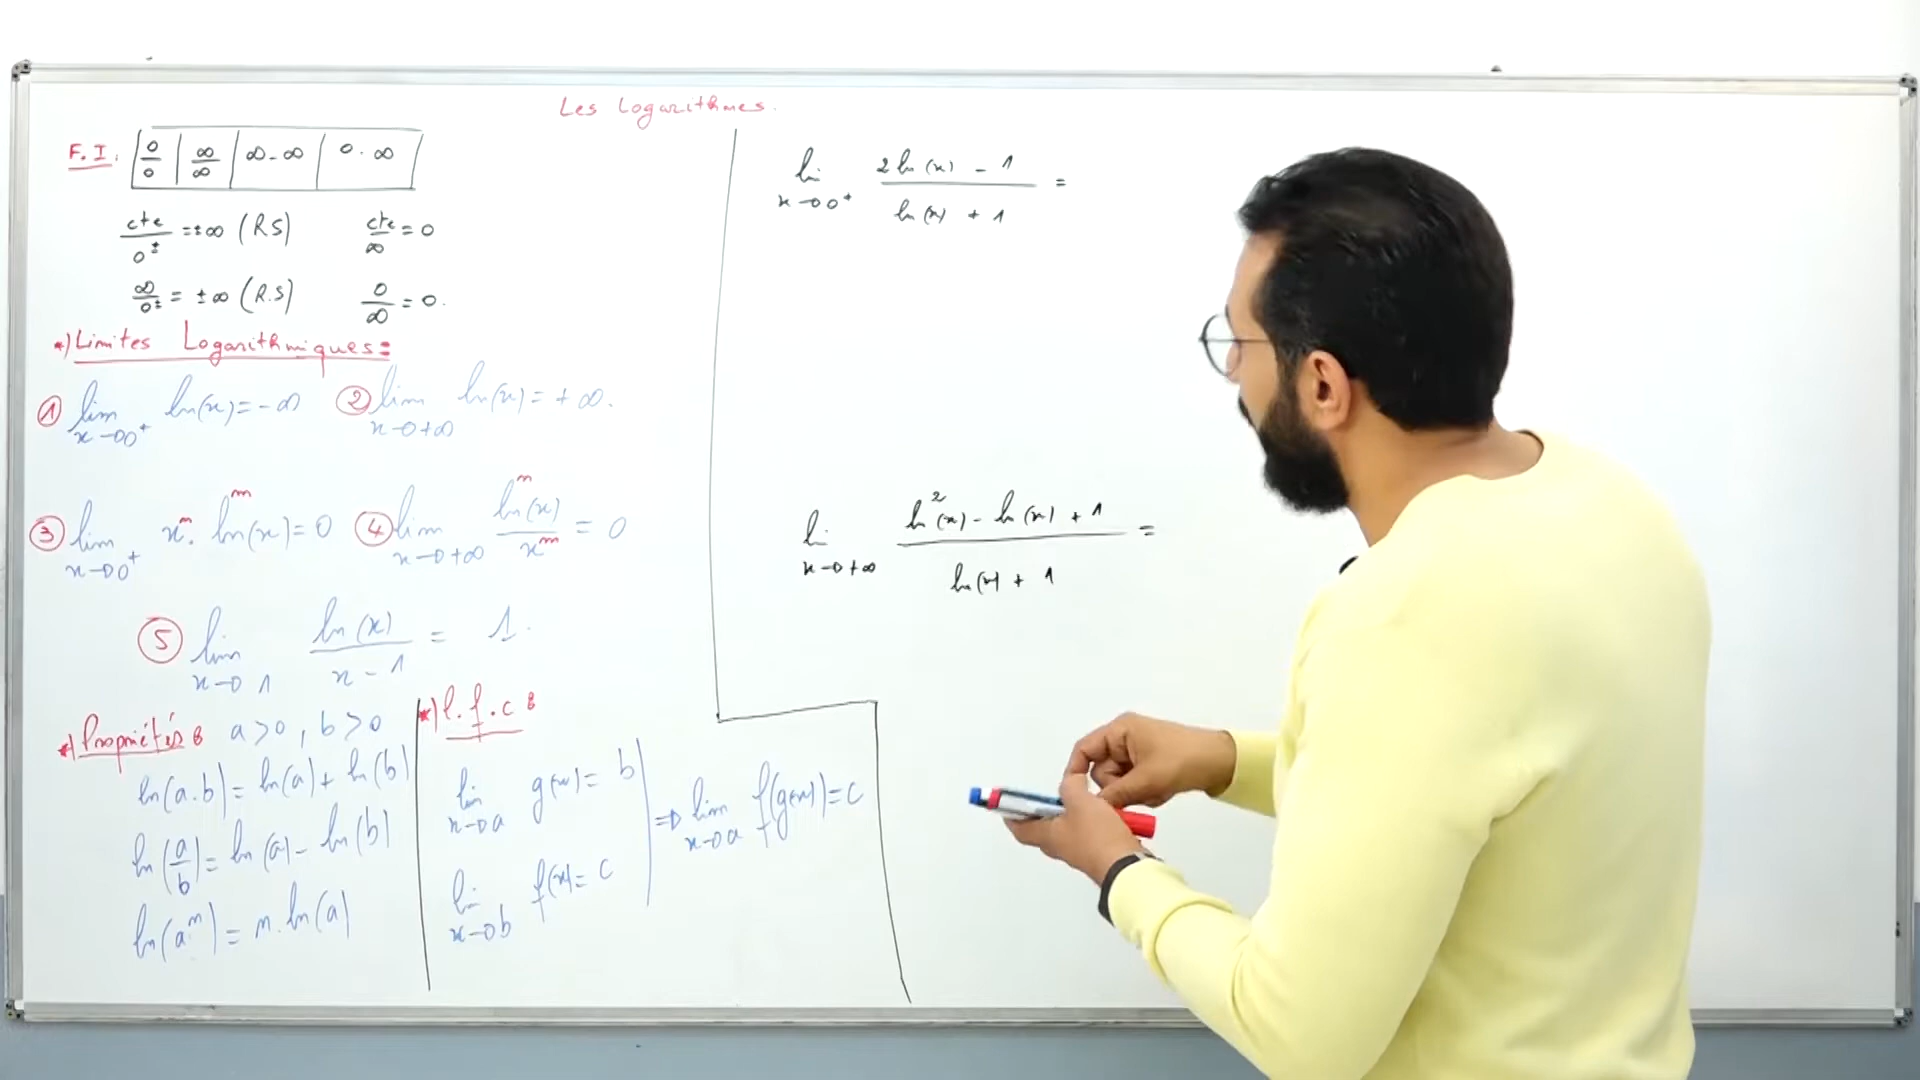 Les Logarithmes.
F.I: 0/0 | ∞/∞ | ∞-∞ | 0.∞
cte/0^± = ±∞ (RS) cte/∞ = 0
∞/0^± = ±∞ (R.S) 0/∞ = 0.
*) Limites Logarithmiques:
① lim x→0⁺ ln(x) = -∞ ② lim x→+∞ ln(x) = +∞.
③ lim x→0⁺ xⁿ. lnᵐ(x) = 0 ④ lim x→+∞ lnⁿ(x)/xᵐ = 0
⑤ lim x→1 ln(x)/x-1 = 1.
*) Propriétés: a>0, b>0
ln(a.b) = ln(a) + ln(b)
ln(a/b) = ln(a) - ln(b)
ln(aⁿ) = n. ln(a)
*) l.f.c:
lim x→a g(x) = b
lim x→b f(x) = c
⇒ lim x→a f(g(x)) = c
lim x→0⁺ 2ln(x) - 1 / ln(x) + 1 =
lim x→+∞ ln²(x) - ln(x) + 1 / ln(x) + 1 =